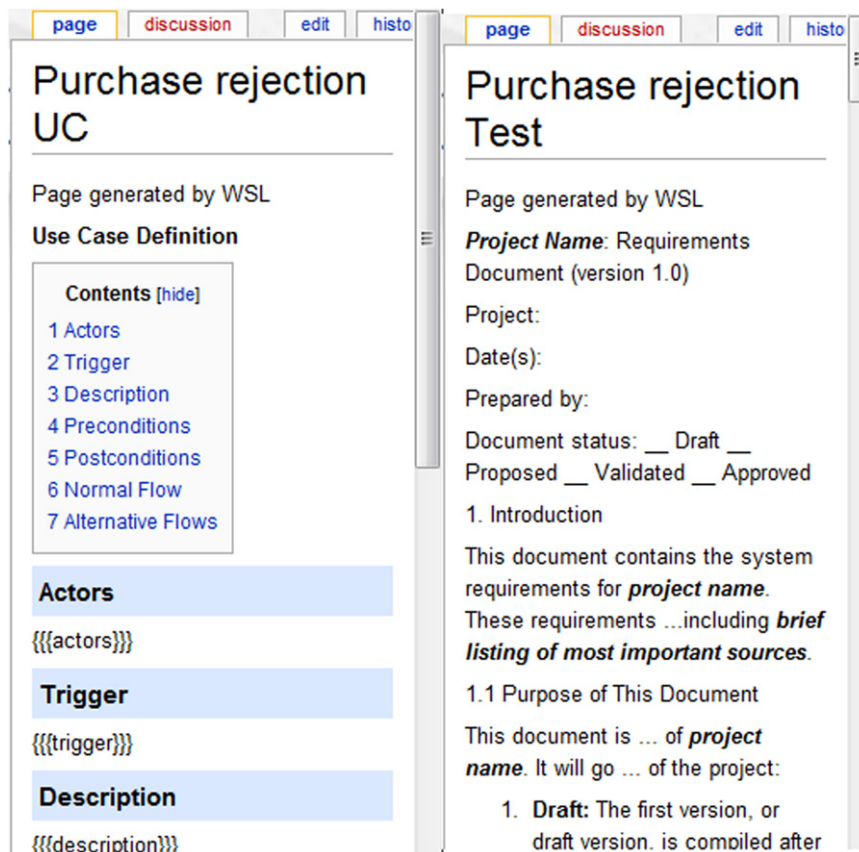 page discussion edit histo
Purchase rejection
UC
Page generated by WSL
Use Case Definition
Contents [hide]
1 Actors
2 Trigger
3 Description
4 Preconditions
5 Postconditions
6 Normal Flow
7 Alternative Flows
Actors
{{{actors}}}
Trigger
{{{trigger}}}
Description
{{{description}}}
page discussion edit histo
Purchase rejection
Test
Page generated by WSL
Project Name: Requirements
Document (version 1.0)
Project:
Date(s):
Prepared by:
Document status: __ Draft __
Proposed __ Validated __ Approved
1. Introduction
This document contains the system
requirements for project name.
These requirements ...including brief
listing of most important sources.
1.1 Purpose of This Document
This document is ... of project
name. It will go ... of the project:
1. Draft: The first version, or
draft version, is compiled after